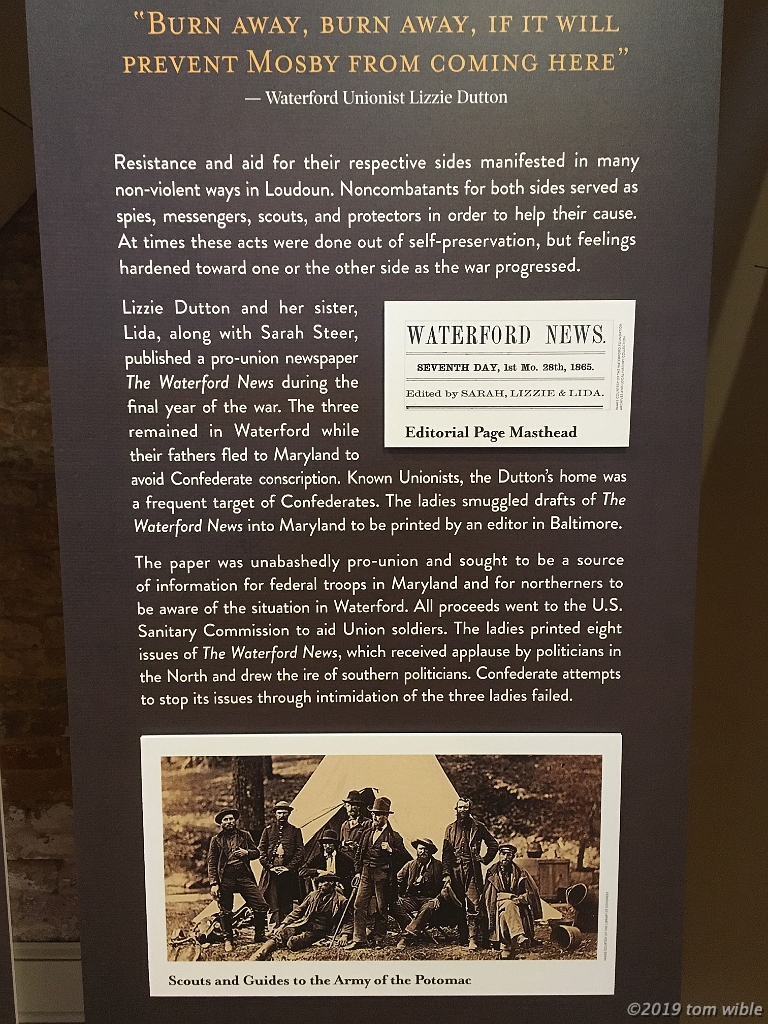 "BURN AWAY, BURN AWAY, IF IT WILL
PREVENT MOSBY FROM COMING HERE"
— Waterford Unionist Lizzie Dutton
Resistance and aid for their respective sides manifested in many
non-violent ways in Loudoun. Noncombatants for both sides served as
spies, messengers, scouts, and protectors in order to help their cause.
At times these acts were done out of self-preservation, but feelings
hardened toward one or the other side as the war progressed.
Lizzie Dutton and her sister,
Lida, along with Sarah Steer,
published a pro-union newspaper
The Waterford News during the
final year of the war. The three
remained in Waterford while
their fathers fled to Maryland to
avoid Confederate conscription. Known Unionists, the Dutton's home was
a frequent target of Confederates. The ladies smuggled drafts of The
Waterford News into Maryland to be printed by an editor in Baltimore.
WATERFORD NEWS.
SEVENTH DAY, 1st Mo. 28th, 1865.
Edited by SARAH, LIZZIE & LIDA.
Editorial Page Masthead
The paper was unabashedly pro-union and sought to be a source
of information for federal troops in Maryland and for northerners to
be aware of the situation in Waterford. All proceeds went to the U.S.
Sanitary Commission to aid Union soldiers. The ladies printed eight
issues of The Waterford News, which received applause by politicians in
the North and drew the ire of southern politicians. Confederate attempts
to stop its issues through intimidation of the three ladies failed.
Scouts and Guides to the Army of the Potomac
©2019 tom wible